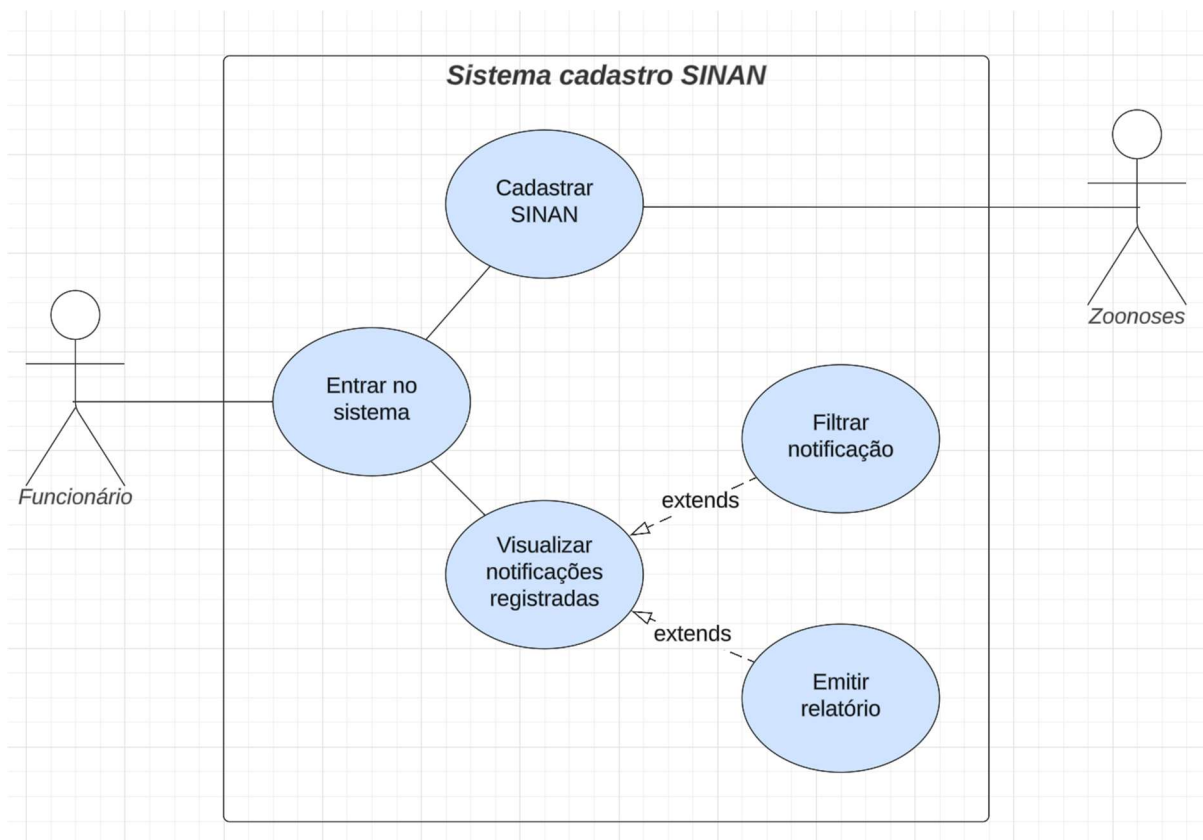 Sistema cadastro SINAN
Cadastrar
SINAN
Zoonoses
Entrar no
sistema
Funcionário
Filtrar
notificação
extends
Visualizar
notificações
registradas
extends
Emitir
relatório